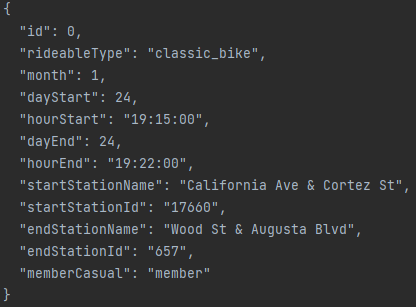 {
"id": 0,
"rideableType": "classic_bike",
"month": 1,
"dayStart": 24,
"hourStart": "19:15:00",
"dayEnd": 24,
"hourEnd": "19:22:00",
"startStationName": "California Ave & Cortez St",
"startStationId": "17660",
"endStationName": "Wood St & Augusta Blvd",
"endStationId": "657",
"memberCasual": "member"
}